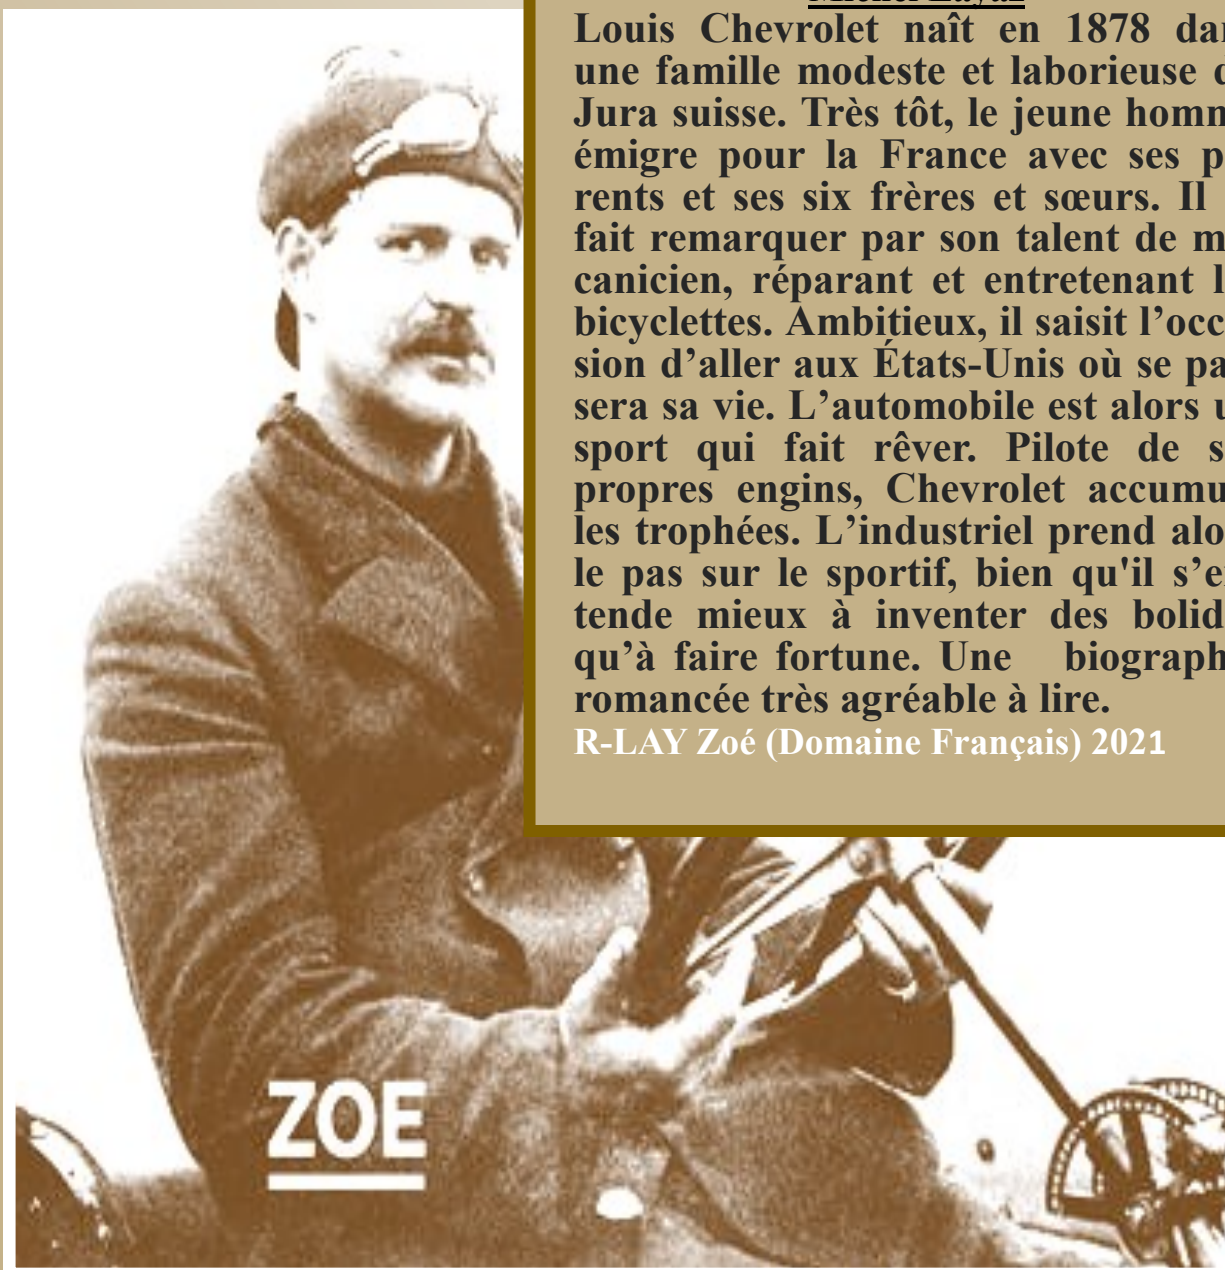 Michel Layaz
Louis Chevrolet naît en 1878 dan
une famille modeste et laborieuse d
Jura suisse. Très tôt, le jeune homm
émigre pour la France avec ses p
rents et ses six frères et sœurs. Il
fait remarquer par son talent de m
canicien, réparant et entretenant l
bicyclettes. Ambitieux, il saisit l’occ
sion d’aller aux États-Unis où se pa
sera sa vie. L’automobile est alors u
sport qui fait rêver. Pilote de s
propres engins, Chevrolet accumu
les trophées. L’industriel prend alo
le pas sur le sportif, bien qu'il s’e
tende mieux à inventer des bolid
qu’à faire fortune. Une biograph
romancée très agréable à lire.
R-LAY Zoé (Domaine Français) 2021
ZOE